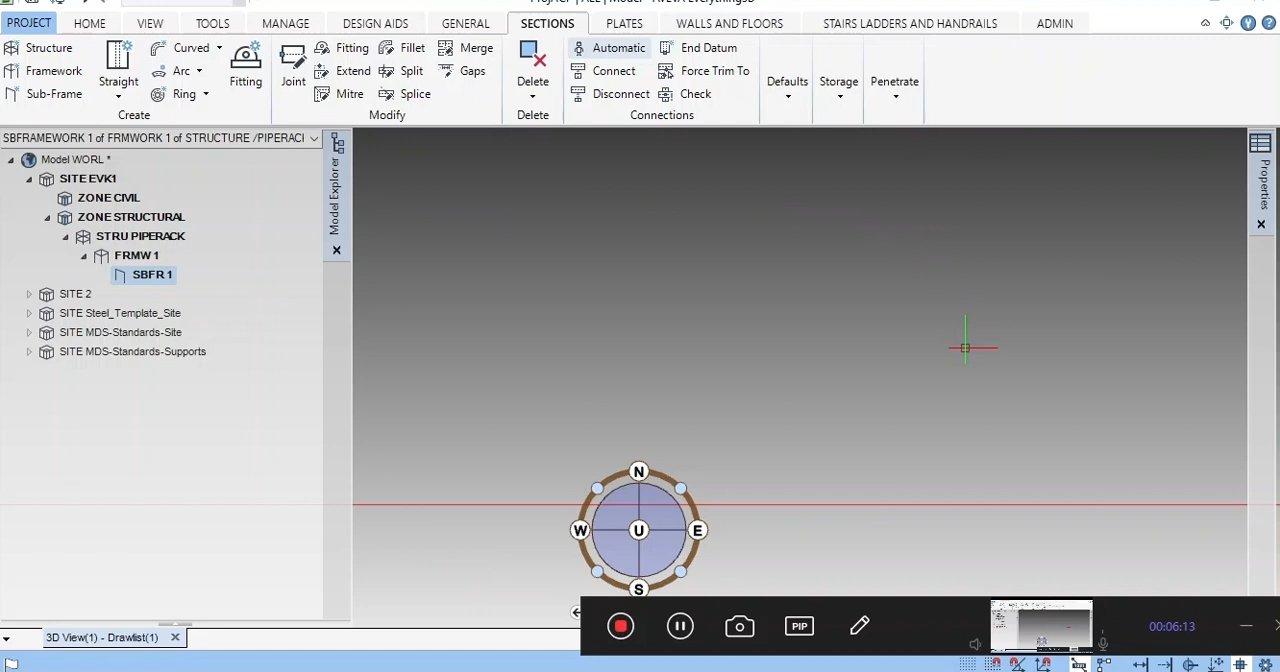 PROJECT HOME VIEW TOOLS MANAGE DESIGN AIDS GENERAL SECTIONS PLATES WALLS AND FLOORS STAIRS LADDERS AND HANDRAILS ADMIN
Structure
Framework
Sub-Frame
Straight
Curved
Arc
Ring
Fitting
Create
Joint
Fitting
Extend
Mitre
Fillet
Split
Splice
Merge
Gaps
Modify
Delete
Delete
Automatic
Connect
Disconnect
End Datum
Force Trim To
Check
Connections
Defaults
Storage
Penetrate
SBFRAMEWORK 1 of FRMWORK 1 of STRUCTURE /PIPERACI
Model WORL *
SITE EVK1
ZONE CIVIL
ZONE STRUCTURAL
STRU PIPERACK
FRMW 1
SBFR 1
SITE 2
SITE Steel_Template_Site
SITE MDS-Standards-Site
SITE MDS-Standards-Supports
Model Explorer
Properties
N
W U E
S
PIP
00:06:13
3D View(1) - Drawlist(1)